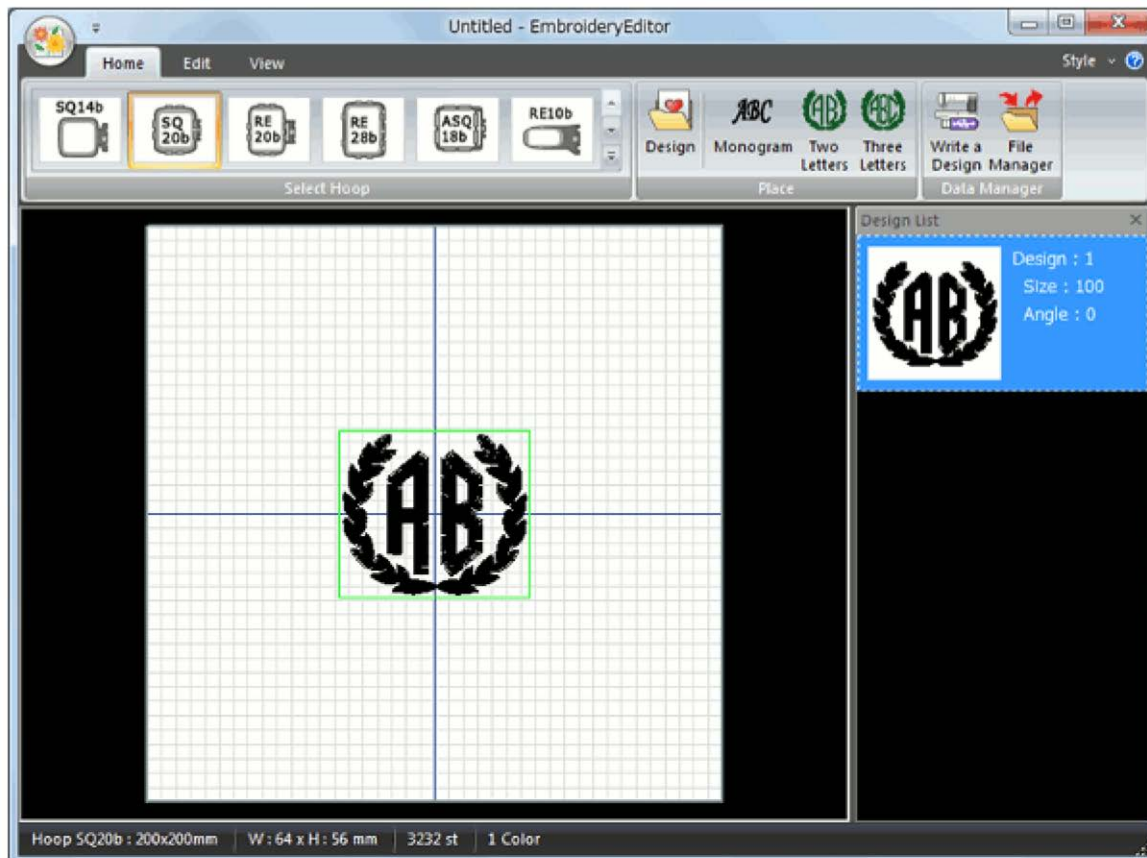 Untitled - EmbroideryEditor
Home Edit View Style
SQ14b
SQ 20b
RE 20b
RE 28b
ASQ 18b
RE10b
Select Hoop
ABC
AB
ABC
Design
Monogram
Two Letters
Three Letters
Place
Write a Design
File Manager
Data Manager
Design List
AB
Design : 1
Size : 100
Angle : 0
AB
Hoop SQ20b : 200x200mm W : 64 x H : 56 mm 3232 st 1 Color